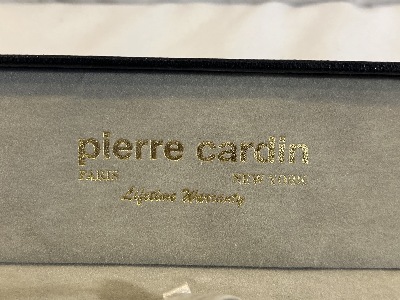 pierre cardin
PARIS NEW YORK
Lifetime Warranty